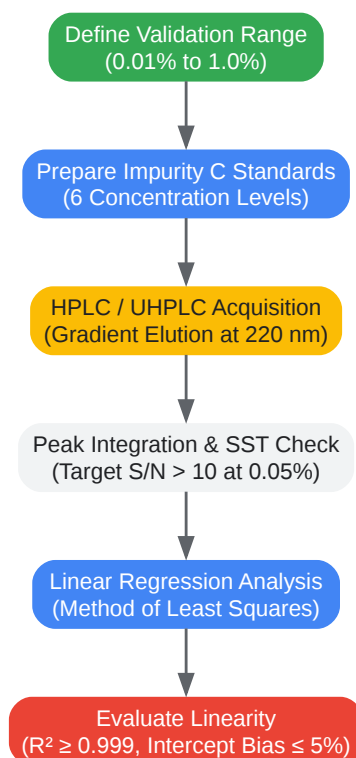 Define Validation Range
(0.01% to 1.0%)
Prepare Impurity C Standards
(6 Concentration Levels)
HPLC / UHPLC Acquisition
(Gradient Elution at 220 nm)
Peak Integration & SST Check
(Target S/N > 10 at 0.05%)
Linear Regression Analysis
(Method of Least Squares)
Evaluate Linearity
(R² ≥ 0.999, Intercept Bias ≤ 5%)